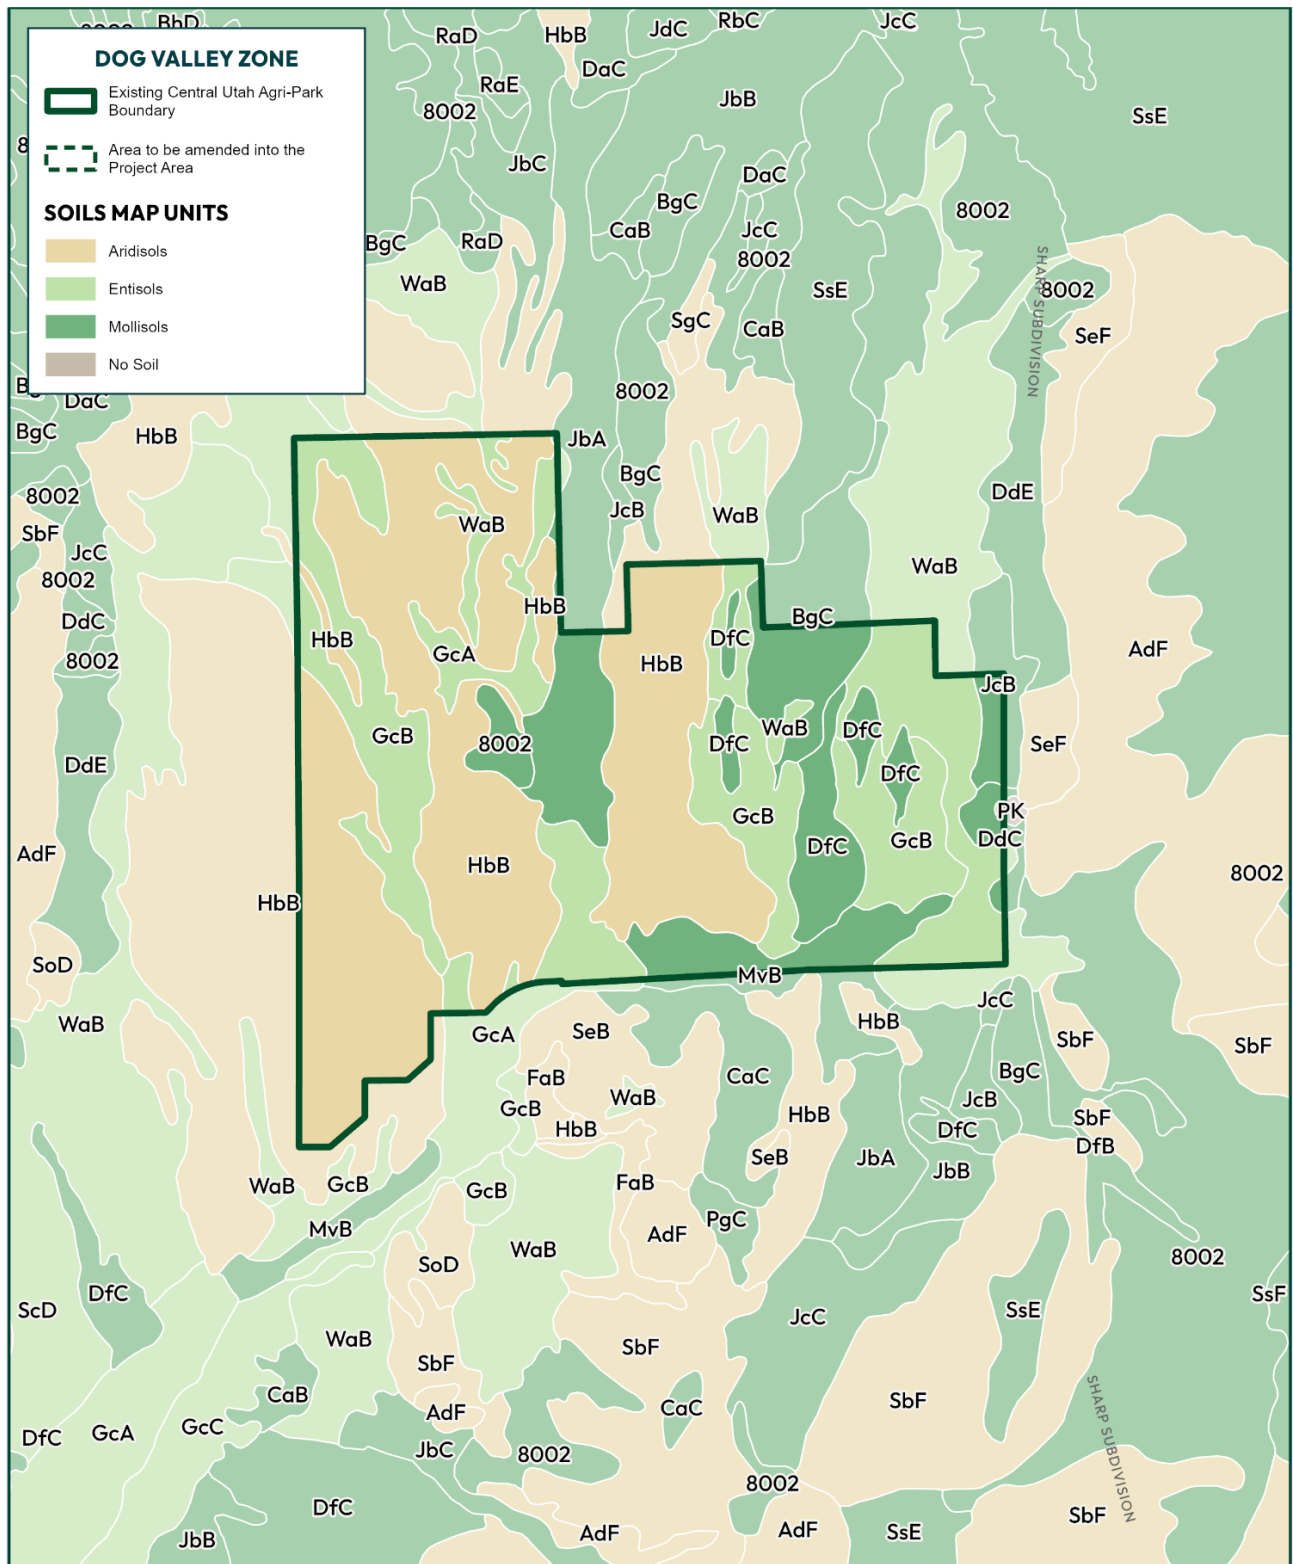 BhD
RaD
HbB
JdC
RbC
JcC
DOG VALLEY ZONE
Existing Central Utah Agri-Park
Boundary
Area to be amended into the
Project Area
SOILS MAP UNITS
Aridisols
Entisols
Mollisols
No Soil
DaC
RaE
8002
JbB
SsE
JbC
DaC
BgC
8002
CaB
JcC
BgC
RaD
8002
WaB
SsE
8002
SHARP SUBDIVISION
SgC
CaB
SeF
8002
DaC
BgC
HbB
JbA
BgC
8002
DdE
JcB
WaB
WaB
SbF
JcC
8002
WaB
HbB
BgC
DdC
HbB
DfC
GcA
HbB
AdF
8002
JcB
GcB
8002
DfC
WaB
DfC
SeF
DdE
DfC
PK
GcB
GcB
DdC
AdF
DfC
HbB
8002
HbB
SoD
MvB
JcC
WaB
GcA
SeB
HbB
SbF
SbF
FaB
CaC
BgC
WaB
GcB
JcB
HbB
SbF
HbB
DfC
DfB
SeB
JbA
JbB
WaB
GcB
GcB
FaB
MvB
PgC
AdF
WaB
8002
SoD
DfC
SsF
ScD
SsE
JcC
WaB
SbF
SbF
CaB
SbF
CaC
AdF
GcC
GcA
DfC
JbC
8002
SHARP SUBDIVISION
8002
DfC
SbF
JbB
AdF
AdF
SsE